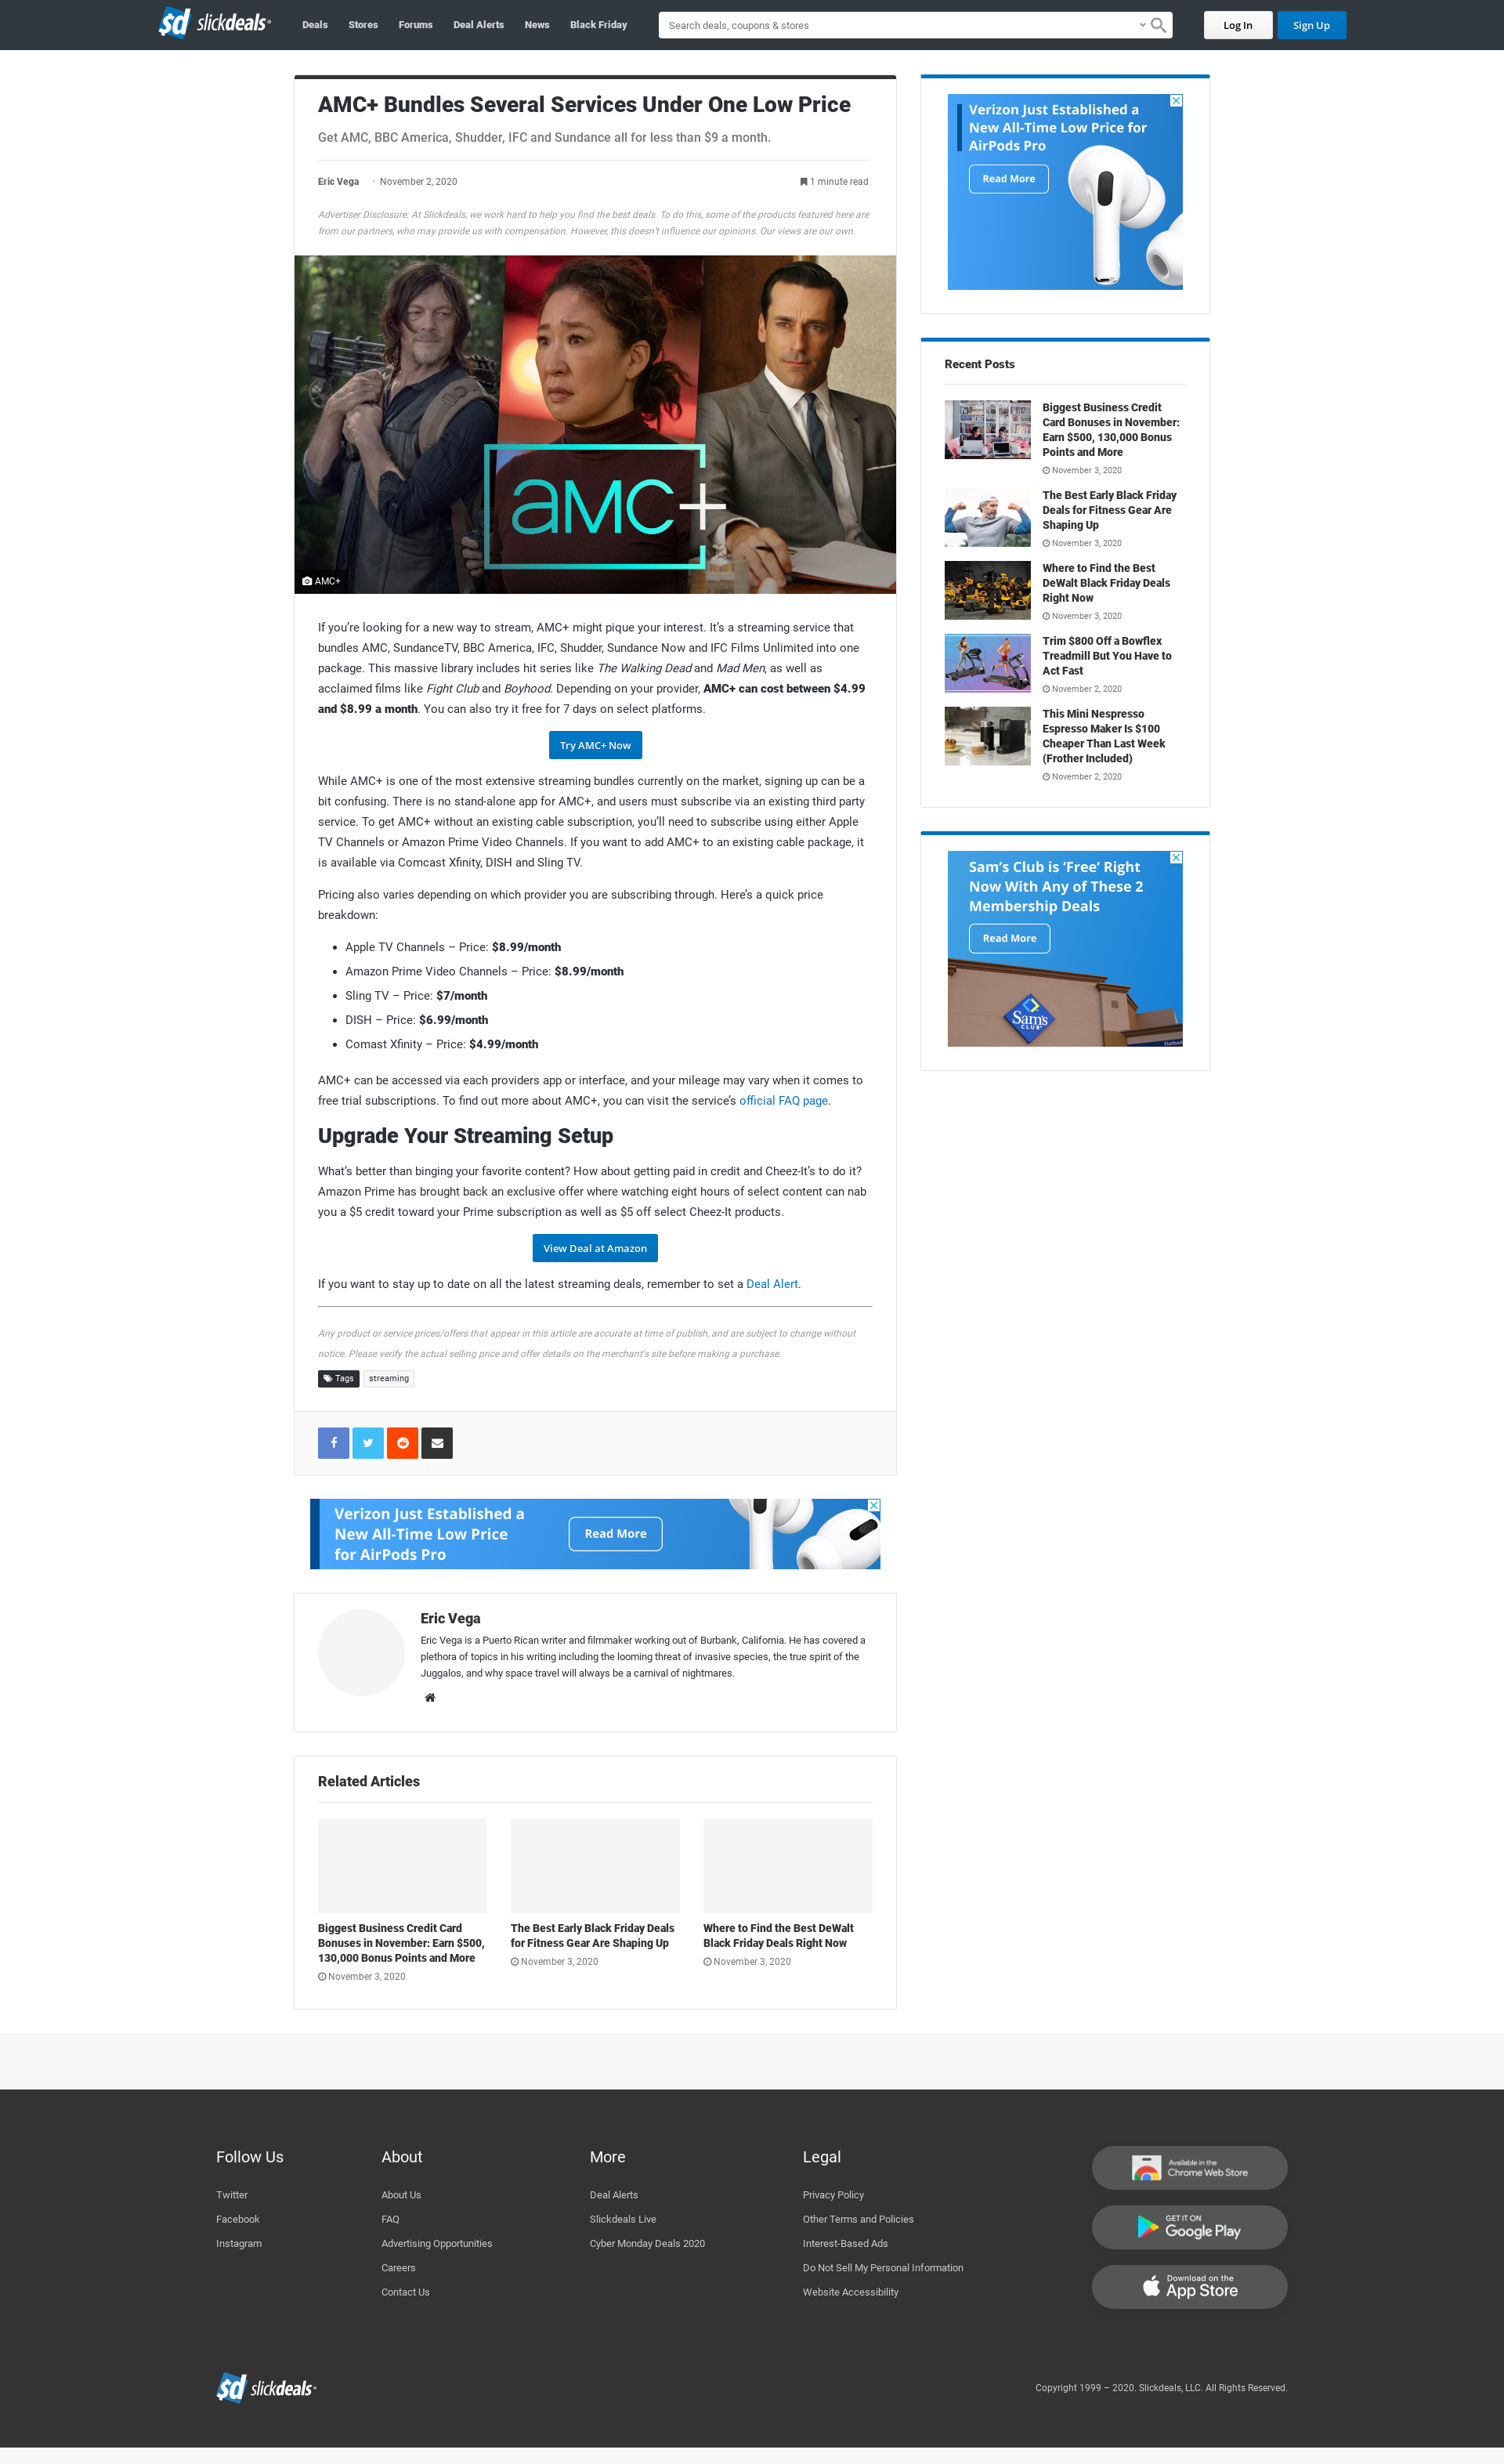 slickdeals
Deals
Stores
Forums
Deal Alerts
News
Black Friday
Search deals, coupons & stores
Log In
Sign Up
AMC+ Bundles Several Services Under One Low Price
Get AMC, BBC America, Shudder, IFC and Sundance all for less than $9 a month.
Eric Vega
November 2, 2020
1 minute read
Advertiser Disclosure: At Slickdeals, we work hard to help you find the best deals. To do this, some of the products featured here are
from our partners, who may provide us with compensation. However, this doesn't influence our opinions. Our views are our own.
aMC+
AMC+
If you’re looking for a new way to stream, AMC+ might pique your interest. It’s a streaming service that
bundles AMC, SundanceTV, BBC America, IFC, Shudder, Sundance Now and IFC Films Unlimited into one
package. This massive library includes hit series like The Walking Dead and Mad Men, as well as
acclaimed films like Fight Club and Boyhood. Depending on your provider, AMC+ can cost between $4.99
and $8.99 a month. You can also try it free for 7 days on select platforms.
Try AMC+ Now
While AMC+ is one of the most extensive streaming bundles currently on the market, signing up can be a
bit confusing. There is no stand-alone app for AMC+, and users must subscribe via an existing third party
service. To get AMC+ without an existing cable subscription, you’ll need to subscribe using either Apple
TV Channels or Amazon Prime Video Channels. If you want to add AMC+ to an existing cable package, it
is available via Comcast Xfinity, DISH and Sling TV.
Pricing also varies depending on which provider you are subscribing through. Here’s a quick price
breakdown:
Apple TV Channels – Price: $8.99/month
Amazon Prime Video Channels – Price: $8.99/month
Sling TV – Price: $7/month
DISH – Price: $6.99/month
Comast Xfinity – Price: $4.99/month
AMC+ can be accessed via each providers app or interface, and your mileage may vary when it comes to
free trial subscriptions. To find out more about AMC+, you can visit the service’s official FAQ page.
Upgrade Your Streaming Setup
What’s better than binging your favorite content? How about getting paid in credit and Cheez-It’s to do it?
Amazon Prime has brought back an exclusive offer where watching eight hours of select content can nab
you a $5 credit toward your Prime subscription as well as $5 off select Cheez-It products.
View Deal at Amazon
If you want to stay up to date on all the latest streaming deals, remember to set a Deal Alert.
Any product or service prices/offers that appear in this article are accurate at time of publish, and are subject to change without
notice. Please verify the actual selling price and offer details on the merchant's site before making a purchase.
Tags
streaming
Verizon Just Established a
New All-Time Low Price
for AirPods Pro
Read More
Eric Vega
Eric Vega is a Puerto Rican writer and filmmaker working out of Burbank, California. He has covered a
plethora of topics in his writing including the looming threat of invasive species, the true spirit of the
Juggalos, and why space travel will always be a carnival of nightmares.
Related Articles
Biggest Business Credit Card
Bonuses in November: Earn $500,
130,000 Bonus Points and More
November 3, 2020
The Best Early Black Friday Deals
for Fitness Gear Are Shaping Up
November 3, 2020
Where to Find the Best DeWalt
Black Friday Deals Right Now
November 3, 2020
Verizon Just Established a
New All-Time Low Price for
AirPods Pro
Read More
Recent Posts
Biggest Business Credit
Card Bonuses in November:
Earn $500, 130,000 Bonus
Points and More
November 3, 2020
The Best Early Black Friday
Deals for Fitness Gear Are
Shaping Up
November 3, 2020
Where to Find the Best
DeWalt Black Friday Deals
Right Now
November 3, 2020
Trim $800 Off a Bowflex
Treadmill But You Have to
Act Fast
November 2, 2020
This Mini Nespresso
Espresso Maker Is $100
Cheaper Than Last Week
(Frother Included)
November 2, 2020
Sam’s Club is ‘Free’ Right
Now With Any of These 2
Membership Deals
Read More
Sam's
CLUB
Follow Us
Twitter
Facebook
Instagram
About
About Us
FAQ
Advertising Opportunities
Careers
Contact Us
More
Deal Alerts
Slickdeals Live
Cyber Monday Deals 2020
Legal
Privacy Policy
Other Terms and Policies
Interest-Based Ads
Do Not Sell My Personal Information
Website Accessibility
Available in the
Chrome Web Store
GET IT ON
Google Play
Download on the
App Store
slickdeals
Copyright 1999 – 2020. Slickdeals, LLC. All Rights Reserved.